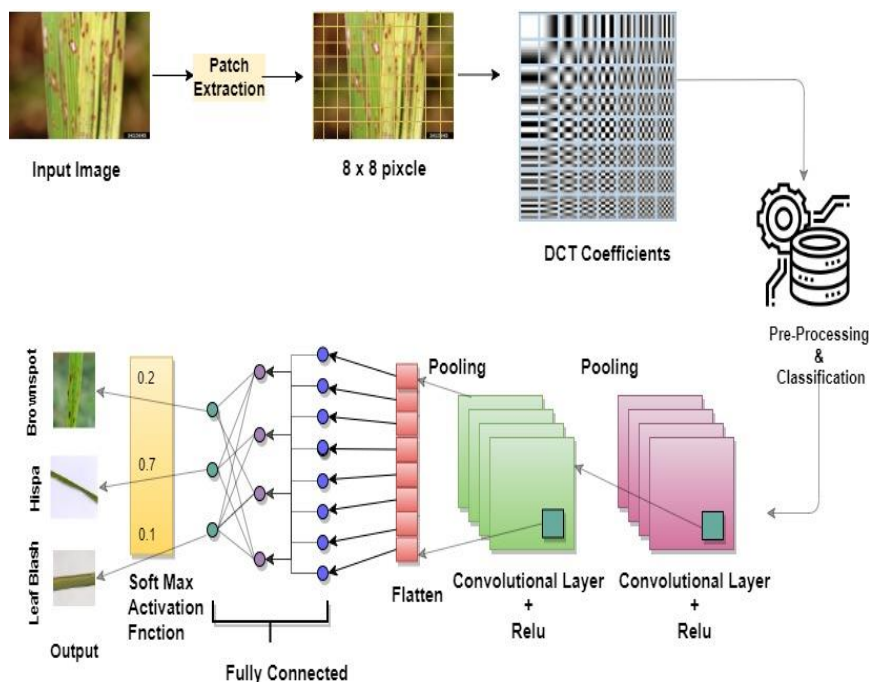 Patch
Extraction
Input Image
8 x 8 pixcle
DCT Coefficients
Pre-Processing
&
Classification
Brownspot
Hispa
Leaf Blash
0.2
0.7
0.1
Pooling
Pooling
Soft Max
Activation
Fnction
Output
Fully Connected
Flatten
Convolutional Layer
+
Relu
Convolutional Layer
+
Relu